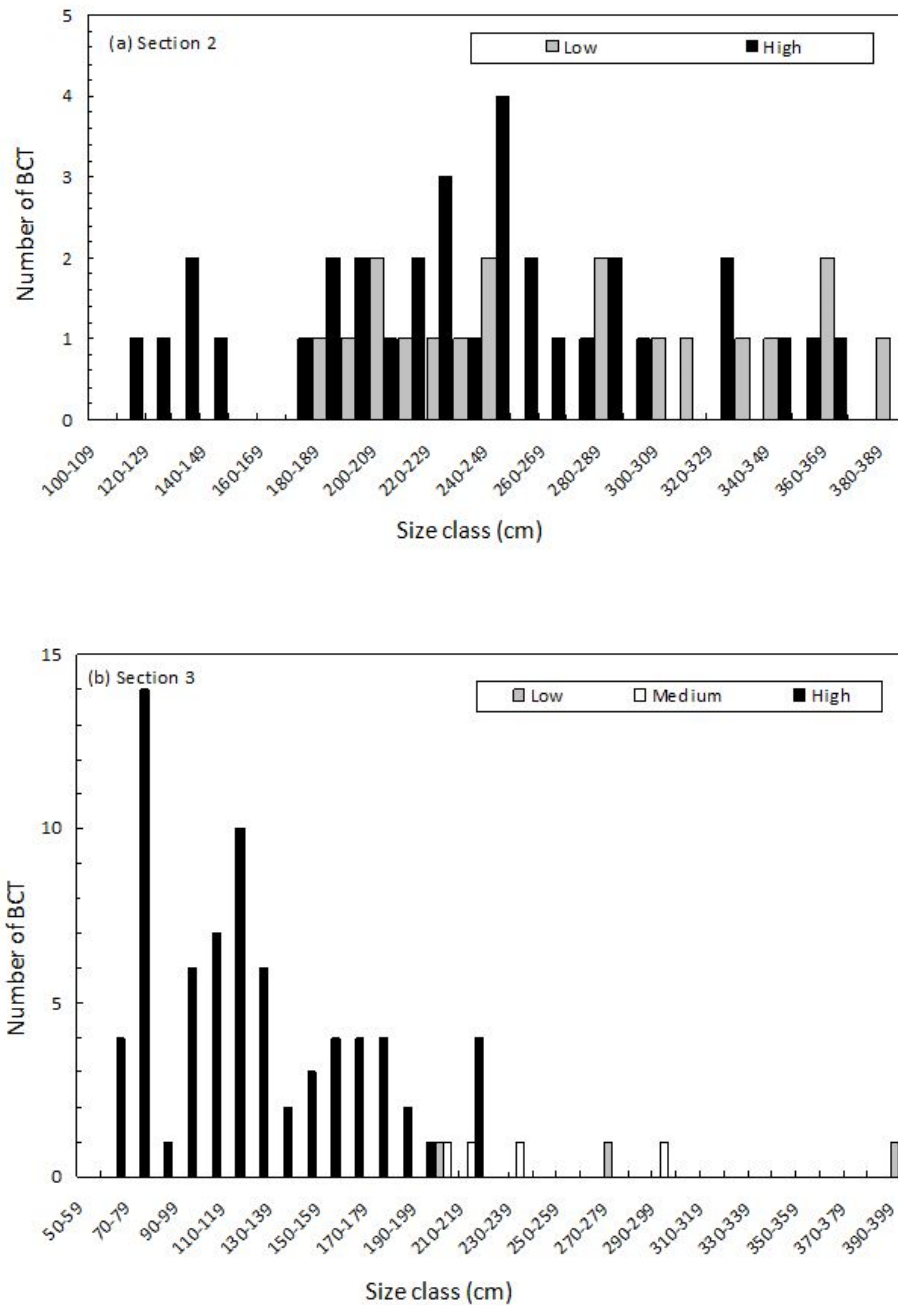 (a) Section 2
Low High
5
4
3
2
1
0
Number of BCT
100-109 120-129 140-149 160-169 180-189 200-209 220-229 240-249 260-269 280-289 300-309 320-329 340-349 360-369 380-389
Size class (cm)
(b) Section 3
Low Medium High
15
10
5
0
Number of BCT
50-59 70-79 90-99 110-119 130-139 150-159 170-179 190-199 210-219 230-239 250-259 270-279 290-299 310-319 330-339 350-359 370-379 390-399
Size class (cm)